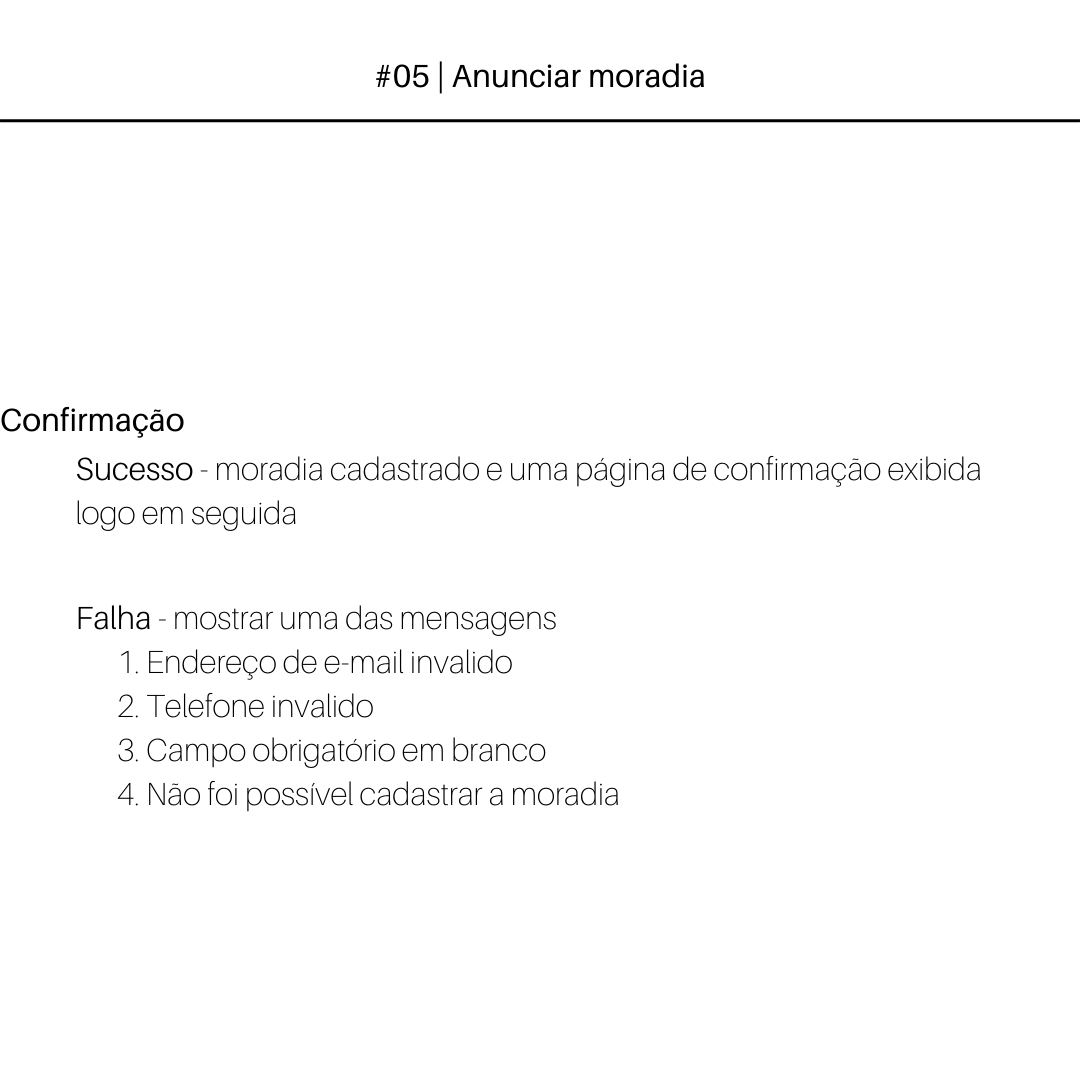 #05 | Anunciar moradia
Confirmação
Sucesso - moradia cadastrado e uma página de confirmação exibida
logo em seguida
Falha - mostrar uma das mensagens
1. Endereço de e-mail invalido
2. Telefone invalido
3. Campo obrigatório em branco
4. Não foi possível cadastrar a moradia